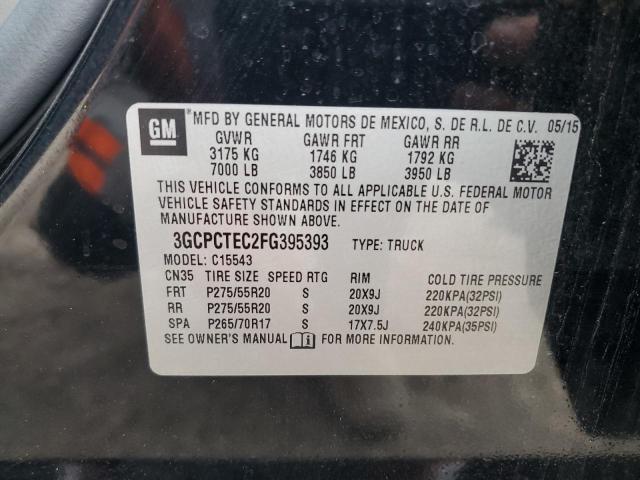 GM
*MFD BY GENERAL MOTORS DE MEXICO, S. DE R.L. DE C.V. 05/15
GVWR GAWR FRT GAWR RR
3175 KG 1746 KG 1792 KG
7000 LB 3850 LB 3950 LB
THIS VEHICLE CONFORMS TO ALL APPLICABLE U.S. FEDERAL MOTOR
VEHICLE SAFETY STANDARDS IN EFFECT ON THE DATE OF
MANUFACTURE SHOWN ABOVE.
3GCPCTEC2FG395393 TYPE: TRUCK
MODEL: C15543
CN35 TIRE SIZE SPEED RTG RIM COLD TIRE PRESSURE
FRT P275/55R20 S 20X9J 220KPA(32PSI)
RR P275/55R20 S 20X9J 220KPA(32PSI)
SPA P265/70R17 S 17X7.5J 240KPA(35PSI)
SEE OWNER'S MANUAL FOR MORE INFORMATION.